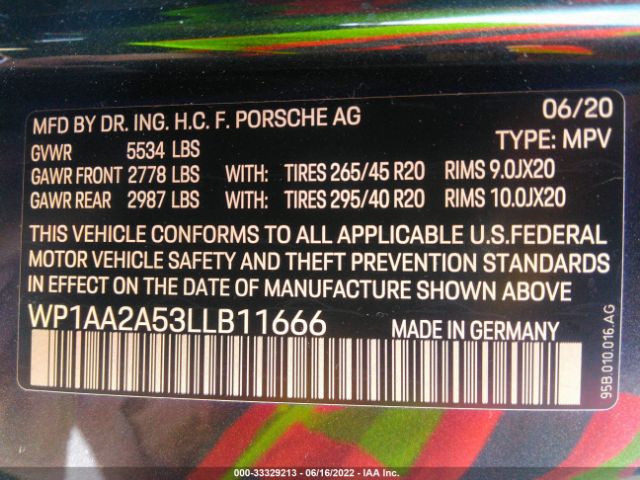 MFD BY DR. ING. H.C. F. PORSCHE AG 06/20
GVWR 5534 LBS TYPE: MPV
GAWR FRONT 2778 LBS WITH: TIRES 265/45 R20 RIMS 9.0JX20
GAWR REAR 2987 LBS WITH: TIRES 295/40 R20 RIMS 10.0JX20
THIS VEHICLE CONFORMS TO ALL APPLICABLE U.S.FEDERAL
MOTOR VEHICLE SAFETY AND THEFT PREVENTION STANDARDS
IN EFFECT ON THE DATE OF MANUFACTURE SHOWN ABOVE.
WP1AA2A53LLB11666 MADE IN GERMANY
95B.010.016.AG
000-33329213 - 06/16/2022 - IAA Inc.